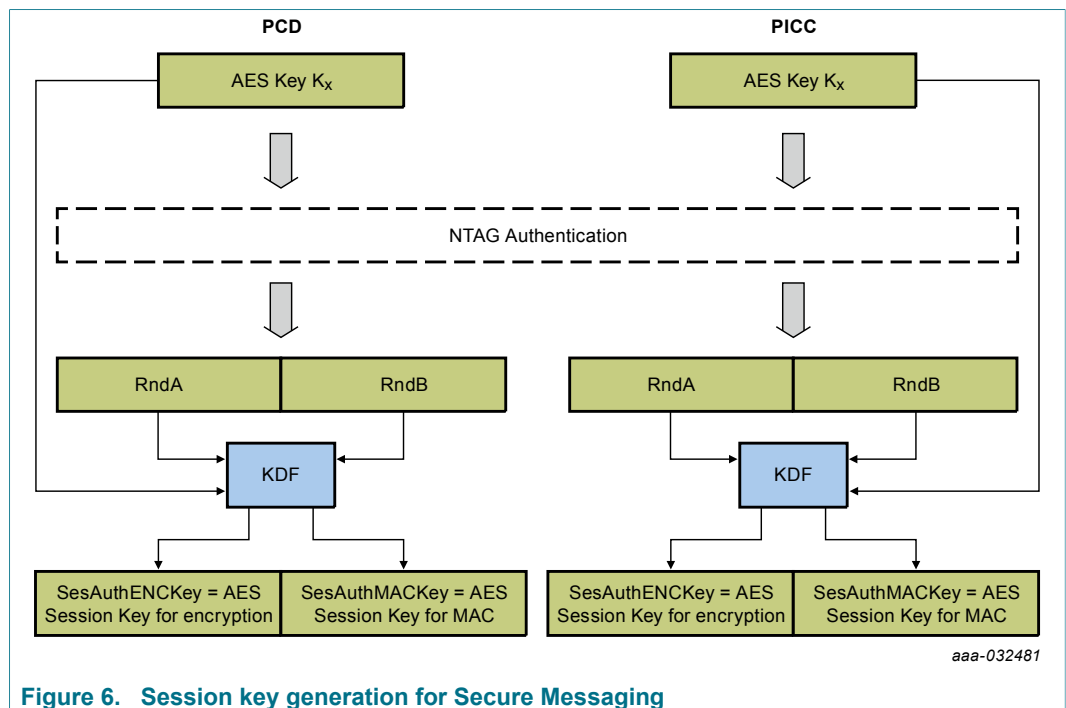 PCD
PICC
AES Key Kx
AES Key Kx
NTAG Authentication
RndA
RndB
RndA
RndB
KDF
KDF
SesAuthENCKey = AES
Session Key for encryption
SesAuthMACKey = AES
Session Key for MAC
SesAuthENCKey = AES
Session Key for encryption
SesAuthMACKey = AES
Session Key for MAC
aaa-032481
Figure 6. Session key generation for Secure Messaging